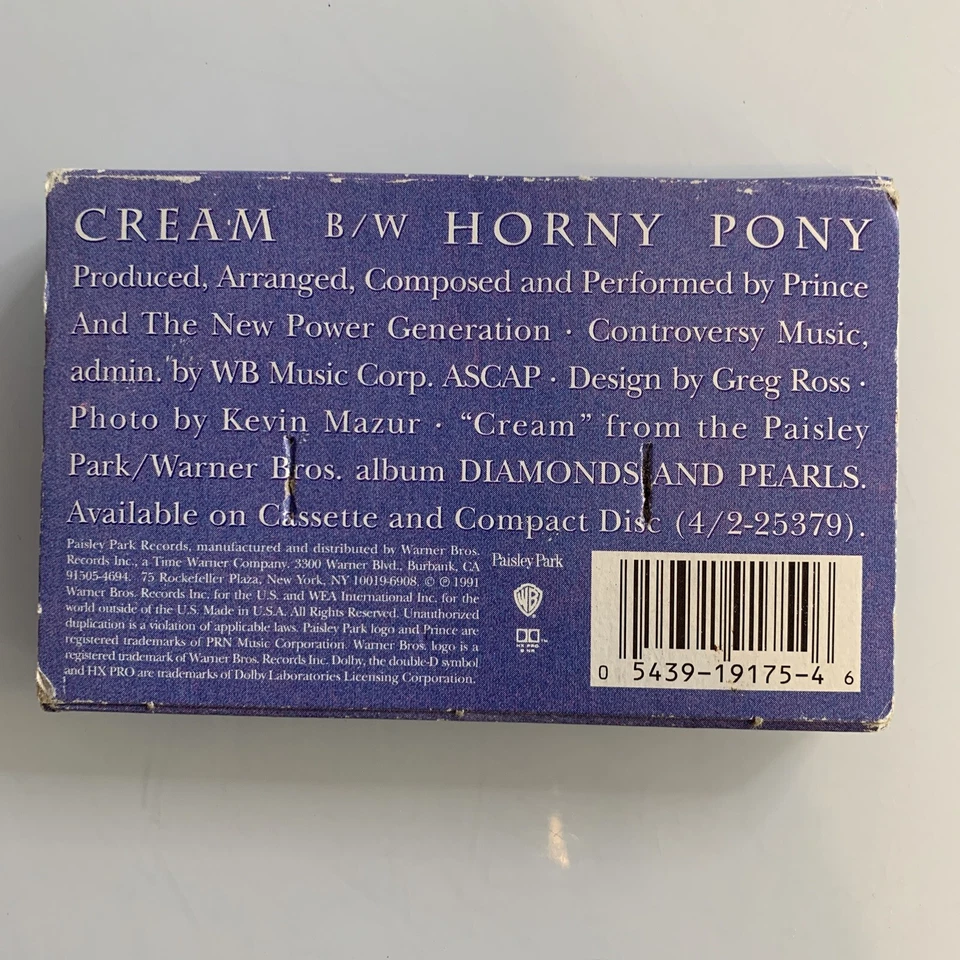 CREAM B/W HORNY PONY
Produced, Arranged, Composed and Performed by Prince
And The New Power Generation · Controversy Music,
admin. by WB Music Corp. ASCAP · Design by Greg Ross ·
Photo by Kevin Mazur · “Cream” from the Paisley
Park/Warner Bros. album DIAMONDS AND PEARLS.
Available on Cassette and Compact Disc (4/2-25379).
Paisley Park Records, manufactured and distributed by Warner Bros.
Records Inc., a Time Warner Company. 3300 Warner Blvd., Burbank, CA
91505-4694. 75 Rockefeller Plaza, New York, NY 10019-6908. © ℗ 1991
Warner Bros. Records Inc. for the U.S. and WEA International Inc. for the
world outside of the U.S. Made in U.S.A. All Rights Reserved. Unauthorized
duplication is a violation of applicable laws. Paisley Park logo and Prince are
registered trademarks of PRN Music Corporation. Warner Bros. logo is a
registered trademark of Warner Bros. Records Inc. Dolby, the double-D symbol
and HX PRO are trademarks of Dolby Laboratories Licensing Corporation.
Paisley Park
WB
HX PRO
B NR
0 5439-19175-4 6